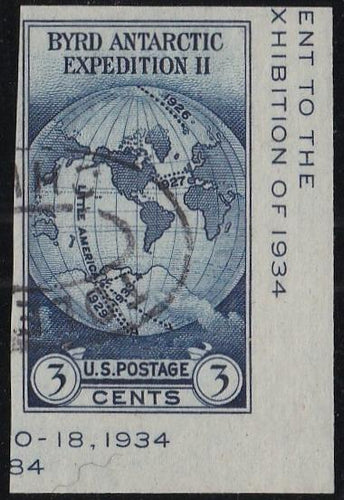 BYRD ANTARCTIC
EXPEDITION II
1926
1927
LITTLE AMERICA
1929
3 U.S. POSTAGE 3
CENTS
ENT TO THE
XHIBITION OF 1934
0-18, 1934
84